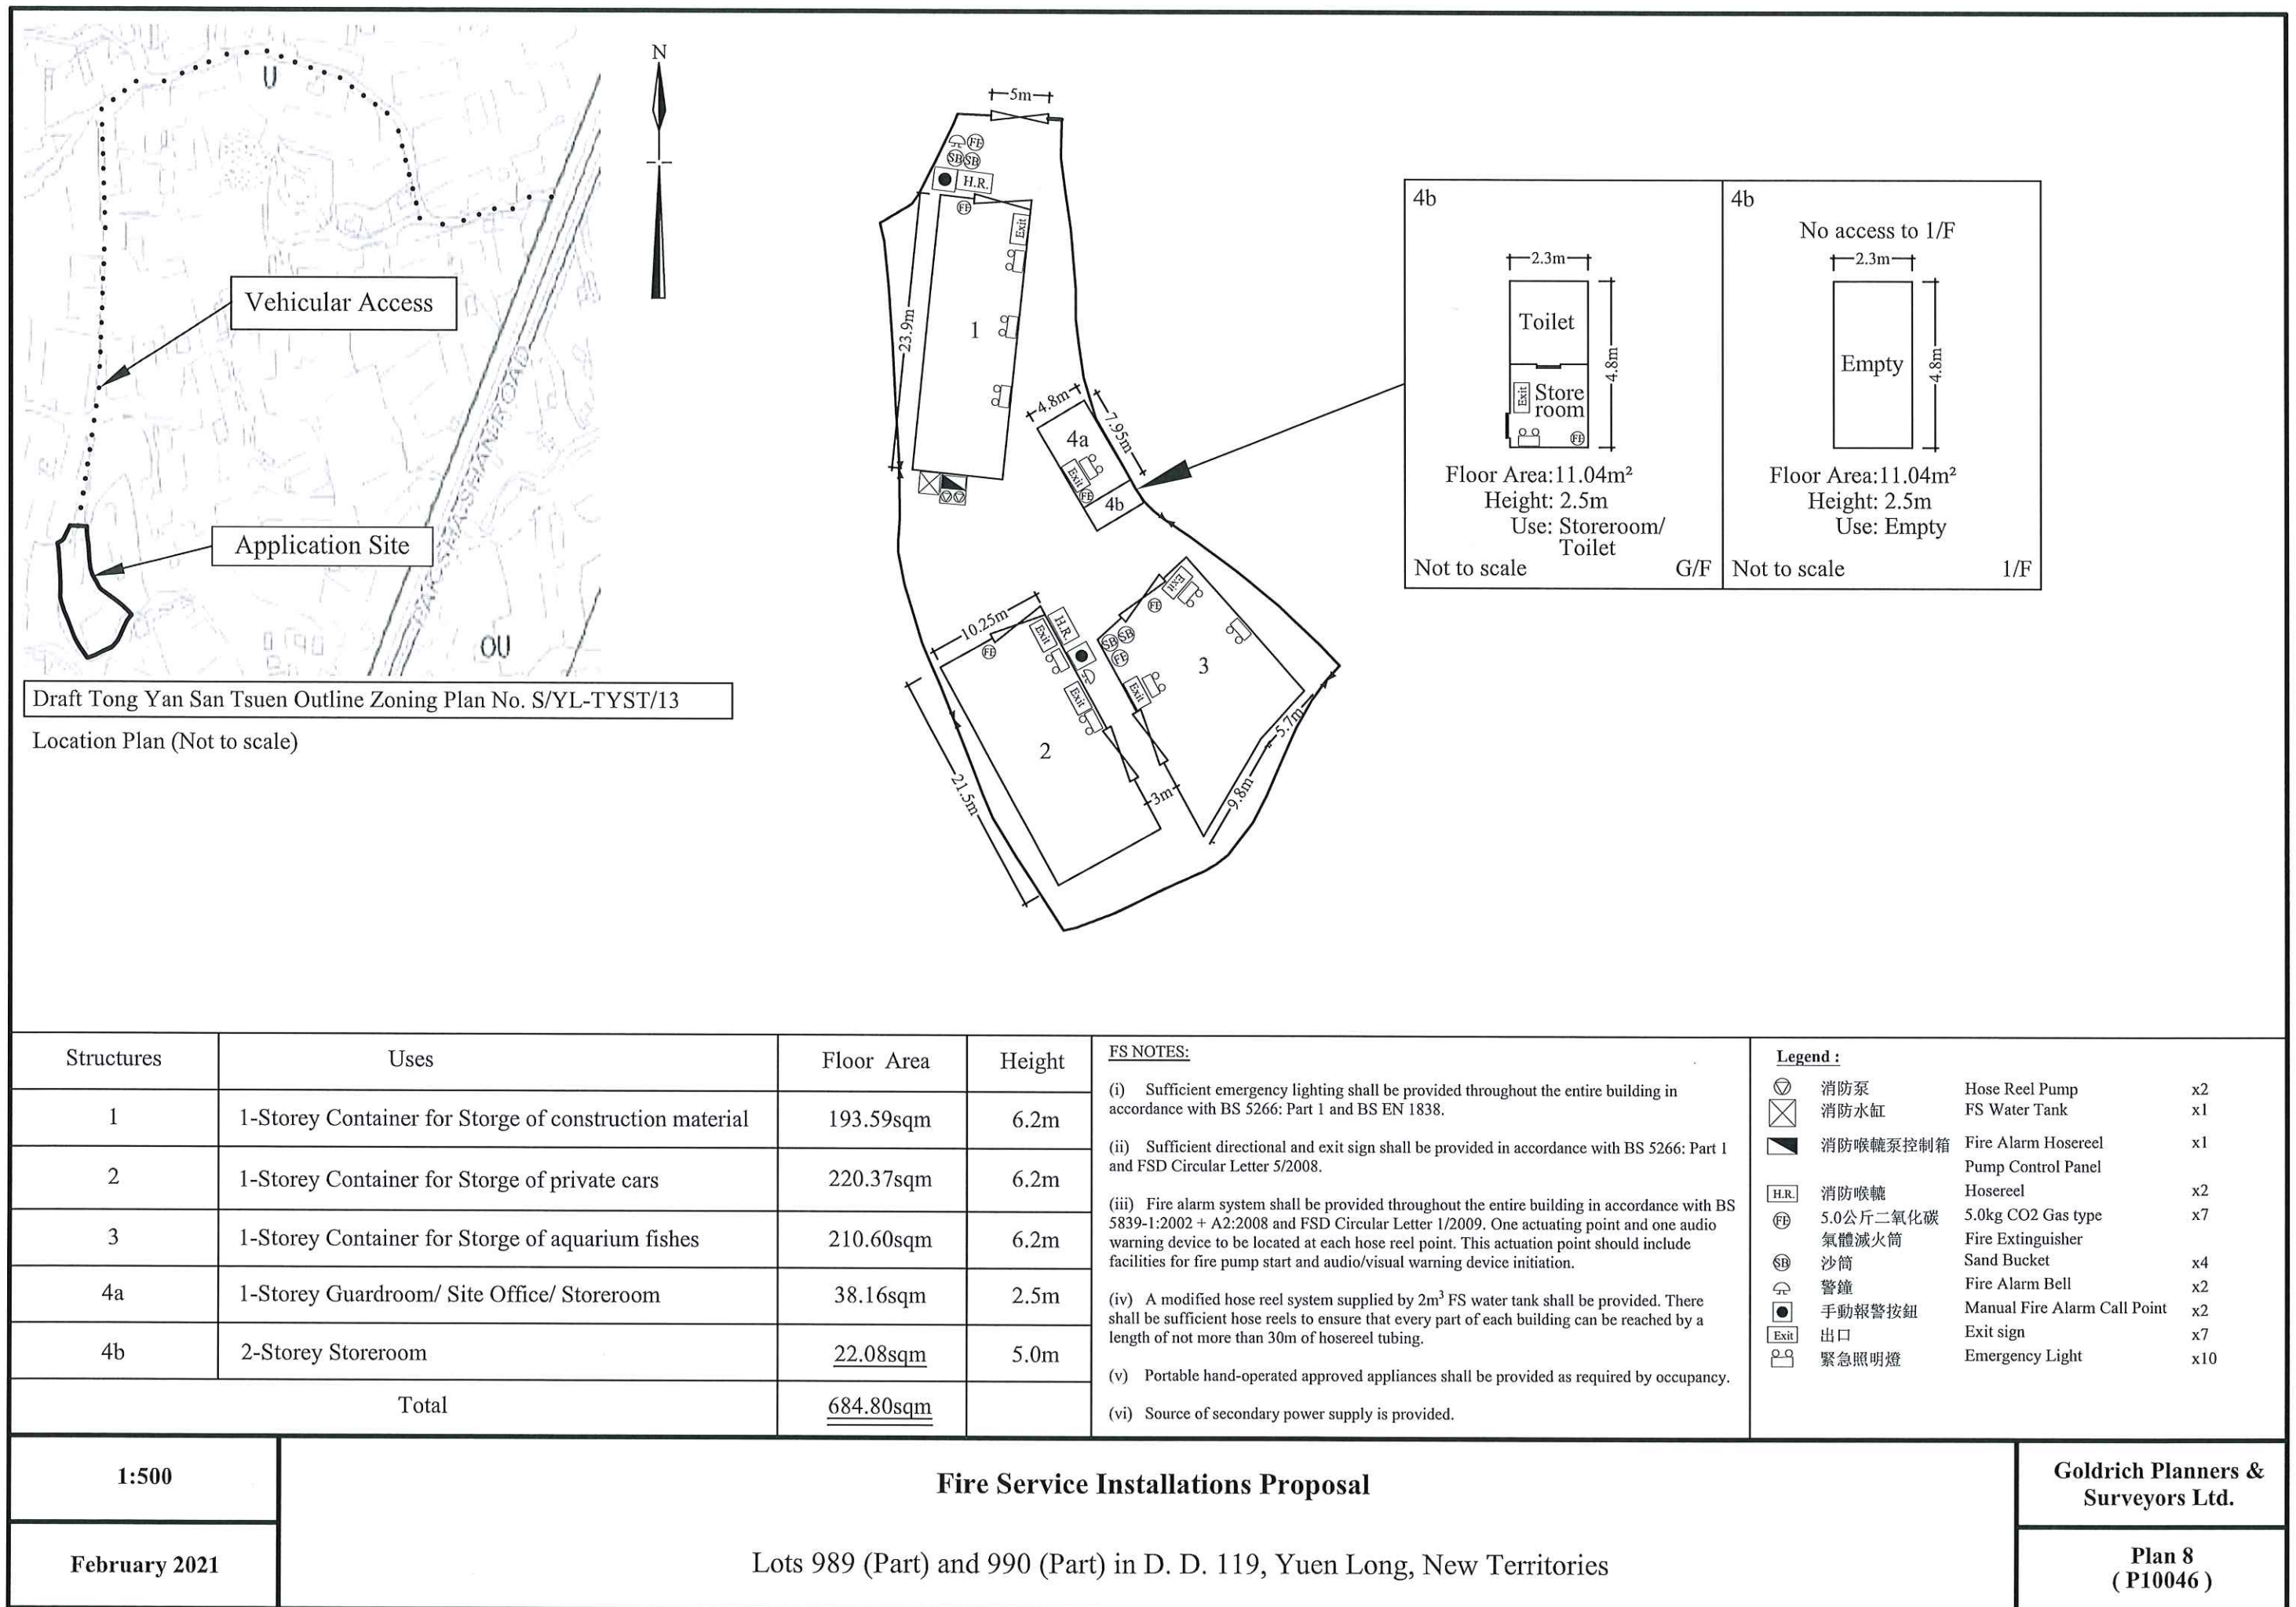 U
Vehicular Access
Application Site
PAK SHA SHAN ROAD
OU
Draft Tong Yan San Tsuen Outline Zoning Plan No. S/YL-TYST/13
Location Plan (Not to scale)
N
5m
FE
SB SB
H.R.
FE
Exit
23.9m
1
4.8m
7.95m
4a
Exit
FE
4b
10.25m
H.R.
Exit
FE
Exit
2
21.5m
Exit
FE
SB SB
FE
3
Exit
3m
5.7m
9.8m
4b
2.3m
Toilet
4.8m
Exit
Store
room
FE
Floor Area:11.04m²
Height: 2.5m
Use: Storeroom/
Toilet
Not to scale G/F
4b
No access to 1/F
2.3m
Empty
4.8m
Floor Area:11.04m²
Height: 2.5m
Use: Empty
Not to scale 1/F
Structures Uses Floor Area Height
1 1-Storey Container for Storge of construction material 193.59sqm 6.2m
2 1-Storey Container for Storge of private cars 220.37sqm 6.2m
3 1-Storey Container for Storge of aquarium fishes 210.60sqm 6.2m
4a 1-Storey Guardroom/ Site Office/ Storeroom 38.16sqm 2.5m
4b 2-Storey Storeroom 22.08sqm 5.0m
Total 684.80sqm
FS NOTES:
(i) Sufficient emergency lighting shall be provided throughout the entire building in
accordance with BS 5266: Part 1 and BS EN 1838.
(ii) Sufficient directional and exit sign shall be provided in accordance with BS 5266: Part 1
and FSD Circular Letter 5/2008.
(iii) Fire alarm system shall be provided throughout the entire building in accordance with BS
5839-1:2002 + A2:2008 and FSD Circular Letter 1/2009. One actuating point and one audio
warning device to be located at each hose reel point. This actuation point should include
facilities for fire pump start and audio/visual warning device initiation.
(iv) A modified hose reel system supplied by 2m³ FS water tank shall be provided. There
shall be sufficient hose reels to ensure that every part of each building can be reached by a
length of not more than 30m of hosereel tubing.
(v) Portable hand-operated approved appliances shall be provided as required by occupancy.
(vi) Source of secondary power supply is provided.
Legend :
消防泵 Hose Reel Pump x2
消防水缸 FS Water Tank x1
消防喉轆泵控制箱 Fire Alarm Hosereel x1
Pump Control Panel
H.R. 消防喉轆 Hosereel x2
FE 5.0公斤二氧化碳 5.0kg CO2 Gas type x7
氣體滅火筒 Fire Extinguisher
SB 沙筒 Sand Bucket x4
警鐘 Fire Alarm Bell x2
手動報警按鈕 Manual Fire Alarm Call Point x2
Exit 出口 Exit sign x7
緊急照明燈 Emergency Light x10
1:500
February 2021
Fire Service Installations Proposal
Lots 989 (Part) and 990 (Part) in D. D. 119, Yuen Long, New Territories
Goldrich Planners &
Surveyors Ltd.
Plan 8
( P10046 )